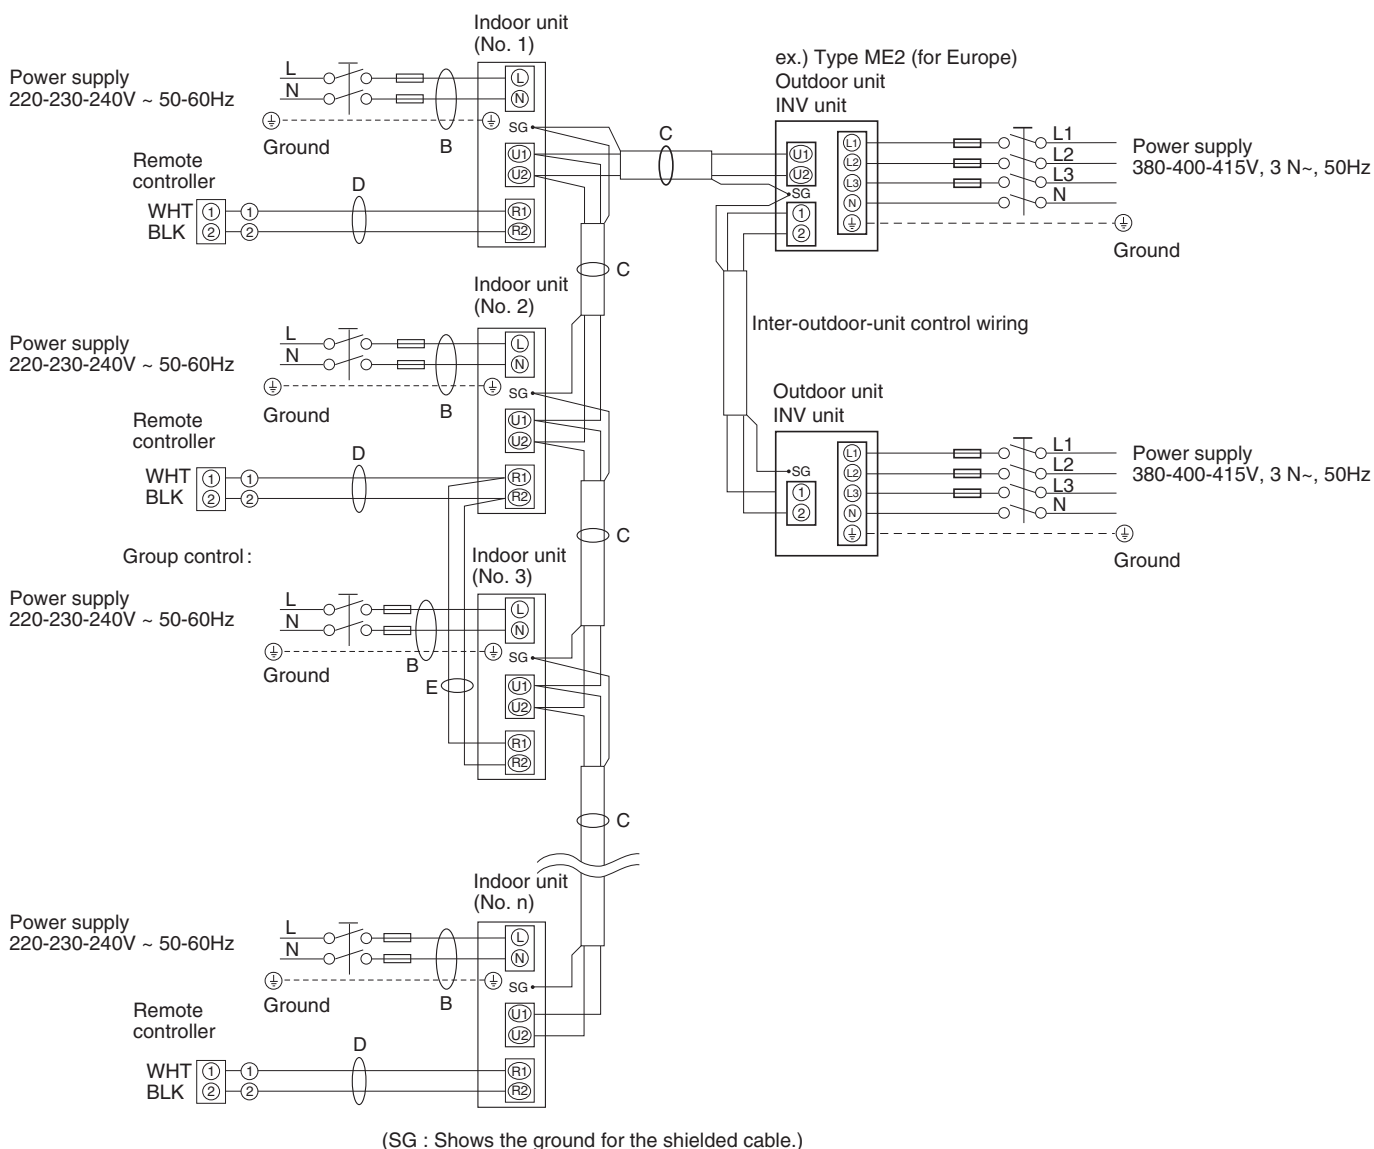 Indoor unit
(No. 1)
Power supply
220-230-240V ~ 50-60Hz
L
N
Ground
B
L
N
SG
U1
U2
R1
R2
Remote
controller
WHT 1 1
BLK 2 2
D
C
ex.) Type ME2 (for Europe)
Outdoor unit
INV unit
U1
U2
SG
1
2
L1
L2
L3
N
L1
L2
L3
N
Power supply
380-400-415V, 3 N~, 50Hz
Ground
C
Inter-outdoor-unit control wiring
Indoor unit
(No. 2)
Power supply
220-230-240V ~ 50-60Hz
L
N
Ground
B
L
N
SG
U1
U2
R1
R2
Remote
controller
WHT 1 1
BLK 2 2
D
C
Outdoor unit
INV unit
SG
1
2
L1
L2
L3
N
L1
L2
L3
N
Power supply
380-400-415V, 3 N~, 50Hz
Ground
Group control :
Indoor unit
(No. 3)
Power supply
220-230-240V ~ 50-60Hz
L
N
Ground
B
E
L
N
SG
U1
U2
R1
R2
C
Indoor unit
(No. n)
Power supply
220-230-240V ~ 50-60Hz
L
N
Ground
B
L
N
SG
U1
U2
R1
R2
Remote
controller
WHT 1 1
BLK 2 2
D
(SG : Shows the ground for the shielded cable.)